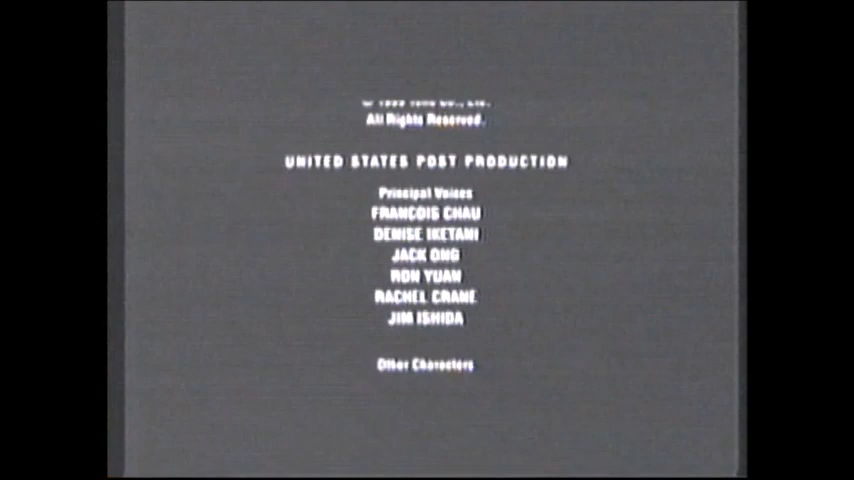 All Rights Reserved.
UNITED STATES POST PRODUCTION
Principal Voices
FRANCOIS CHAU
DENISE IKETANI
JACK ONG
RON YUAN
RACHEL CRANE
JIM ISHIDA
Other Characters